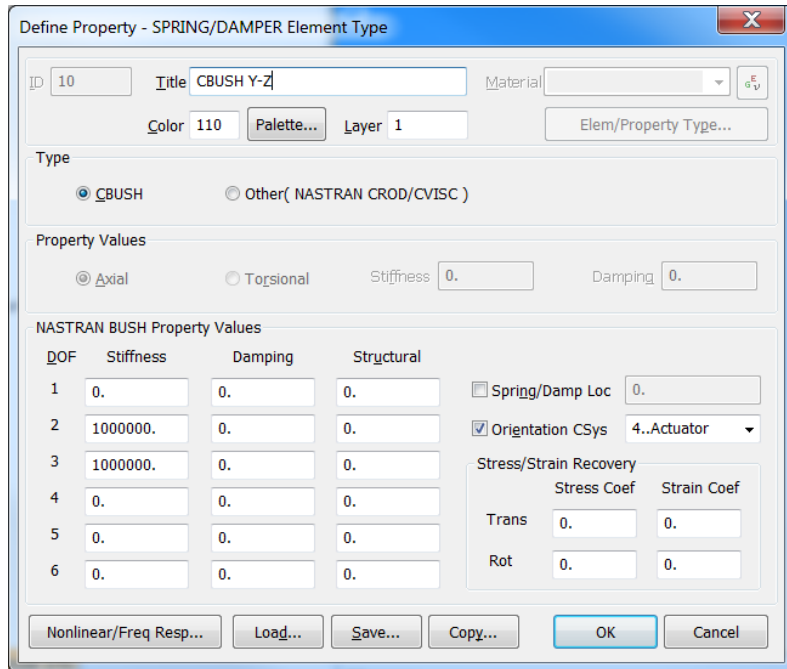 Define Property - SPRING/DAMPER Element Type
X
ID 10 Title CBUSH Y-Z Material G E ν
Color 110 Palette... Layer 1 Elem/Property Type...
Type
CBUSH Other( NASTRAN CROD/CVISC )
Property Values
Axial Torsional Stiffness 0. Damping 0.
NASTRAN BUSH Property Values
DOF Stiffness Damping Structural
1 0. 0. 0. Spring/Damp Loc 0.
2 1000000. 0. 0. Orientation CSys 4..Actuator
3 1000000. 0. 0. Stress/Strain Recovery
Stress Coef Strain Coef
4 0. 0. 0. Trans 0. 0.
5 0. 0. 0. Rot 0. 0.
6 0. 0. 0.
Nonlinear/Freq Resp... Load... Save... Copy... OK Cancel